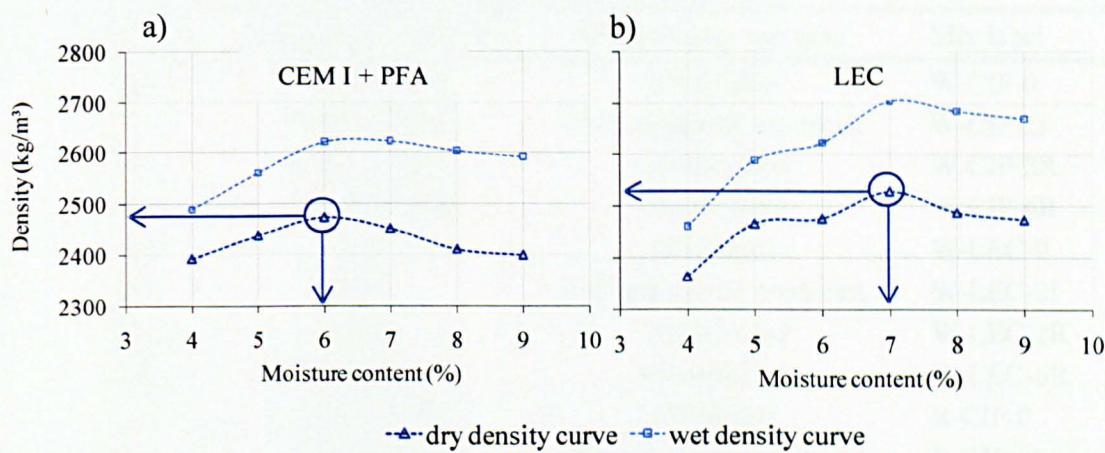 a)
b)
CEM I + PFA
LEC
Density (kg/m³)
2800
2700
2600
2500
2400
2300
3 4 5 6 7 8 9 10
3 4 5 6 7 8 9 10
Moisture content (%)
Moisture content (%)
dry density curve wet density curve